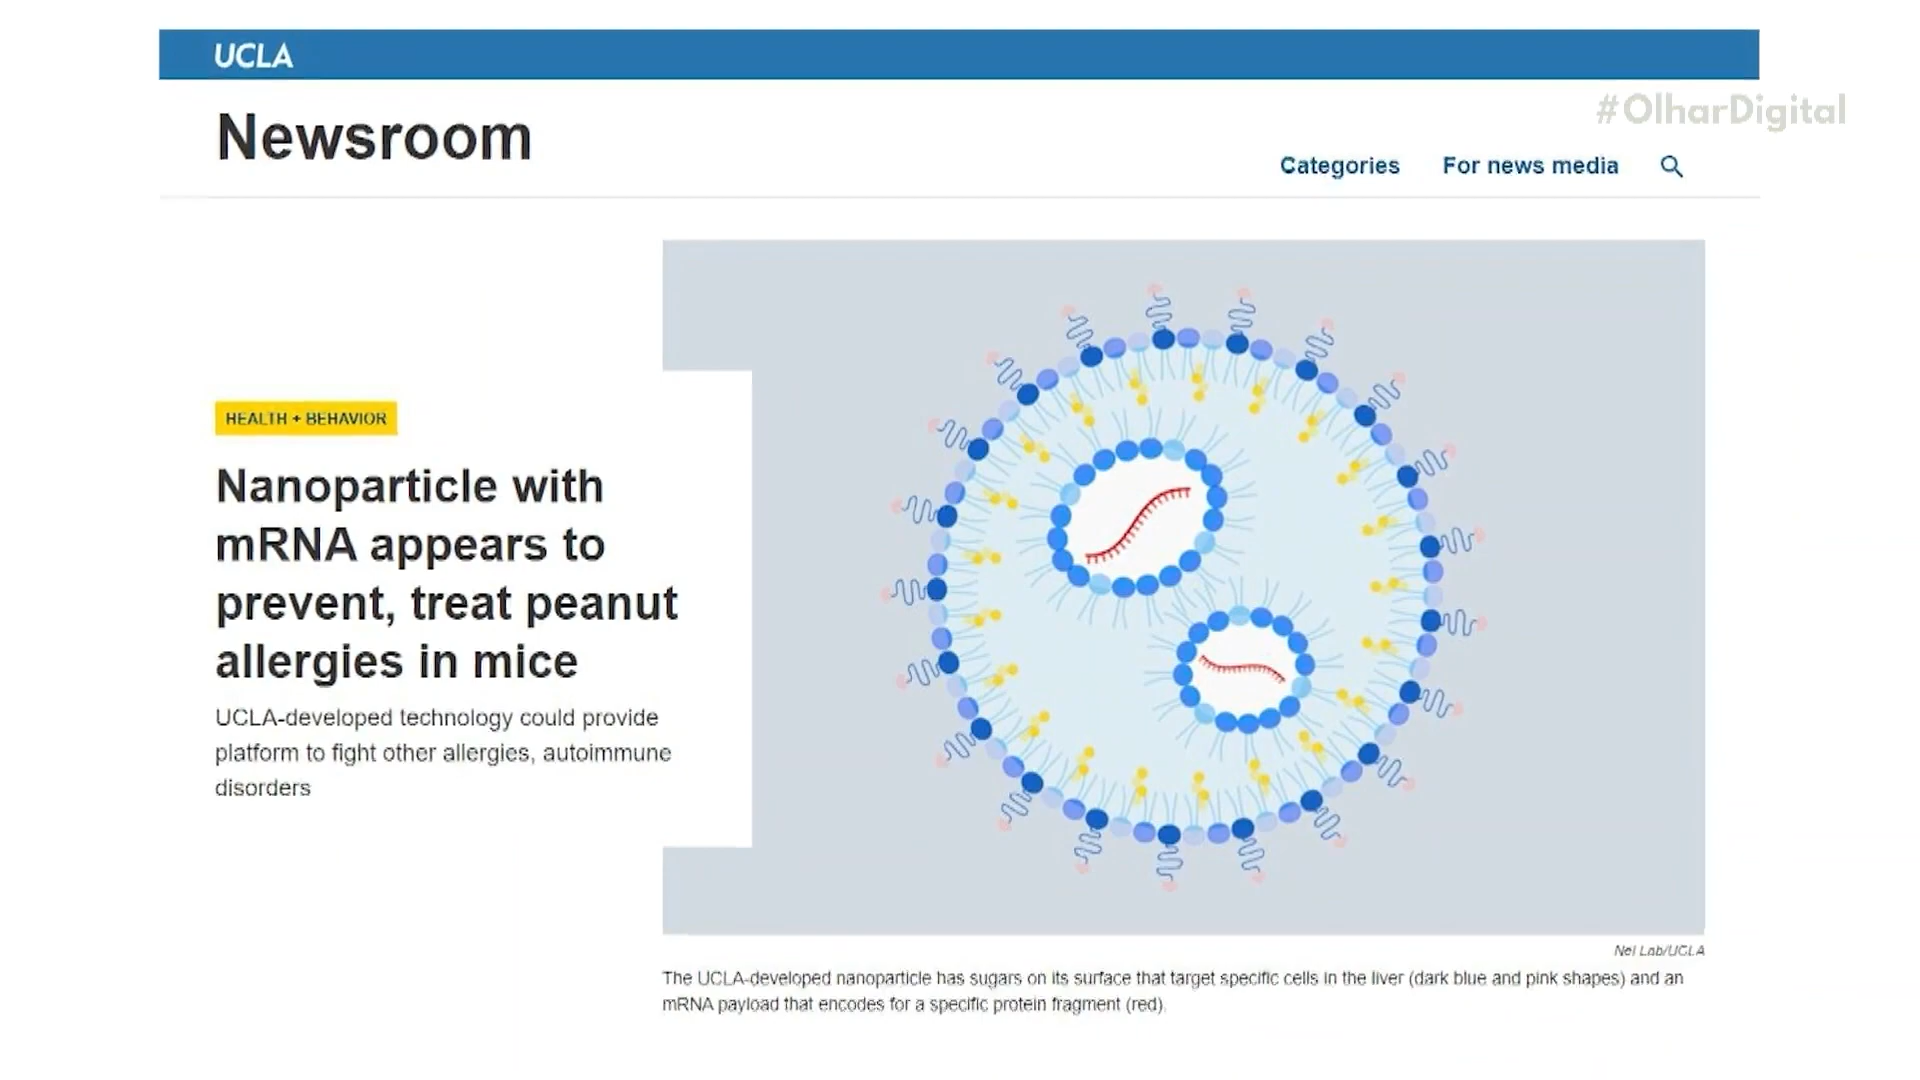 UCLA
#OlharDigital
Newsroom
Categories
For news media
HEALTH + BEHAVIOR
Nanoparticle with
mRNA appears to
prevent, treat peanut
allergies in mice
UCLA-developed technology could provide
platform to fight other allergies, autoimmune
disorders
Nel Lab/UCLA
The UCLA-developed nanoparticle has sugars on its surface that target specific cells in the liver (dark blue and pink shapes) and an
mRNA payload that encodes for a specific protein fragment (red).